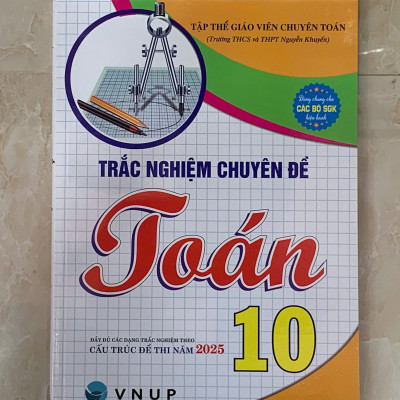 TẬP THỂ GIÁO VIÊN CHUYÊN TOÁN
(Trường THCS và THPT Nguyễn Khuyến)
Dùng chung cho
CÁC BỘ SGK
hiện hành
TRẮC NGHIỆM CHUYÊN ĐỀ
Toán
10
ĐẦY ĐỦ CÁC DẠNG TRẮC NGHIỆM THEO
CẤU TRÚC ĐỀ THI NĂM 2025
VNUP